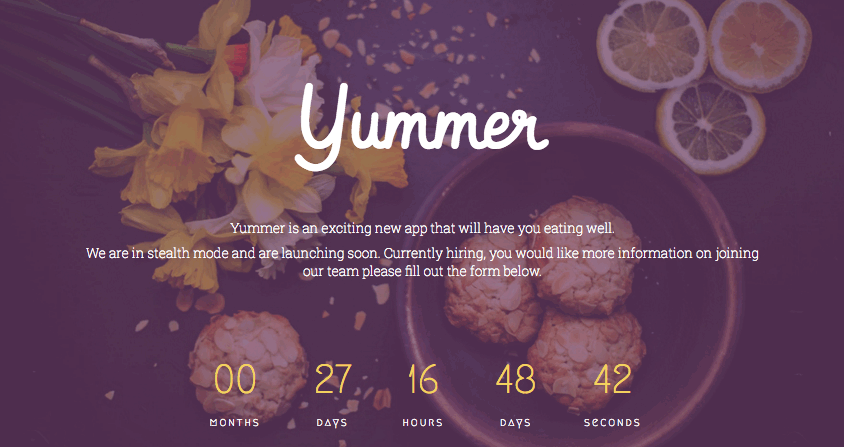 Yummer
Yummer is an exciting new app that will have you eating well.
We are in stealth mode and are launching soon. Currently hiring, you would like more information on joining
our team please fill out the form below.
00 27 16 48 42
MONTHS DAYS HOURS DAYS SECONDS